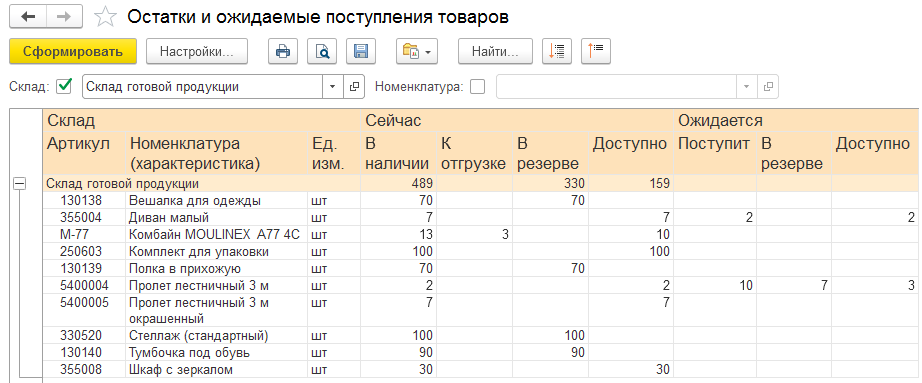 Остатки и ожидаемые поступления товаров
Сформировать Настройки... Найти...
Склад: Склад готовой продукции Номенклатура:
Склад Сейчас Ожидается
Артикул Номенклатура Ед. В К В Доступно Поступит В Доступно
(характеристика) изм. наличии отгрузке резерве резерве
Склад готовой продукции 489 330 159
130138 Вешалка для одежды шт 70 70
355004 Диван малый шт 7 7 2 2
М-77 Комбайн MOULINEX A77 4C шт 13 3 10
250603 Комплект для упаковки шт 100 100
130139 Полка в прихожую шт 70 70
5400004 Пролет лестничный 3 м шт 2 2 10 7 3
5400005 Пролет лестничный 3 м шт 7 7
окрашенный
330520 Стеллаж (стандартный) шт 100 100
130140 Тумбочка под обувь шт 90 90
355008 Шкаф с зеркалом шт 30 30